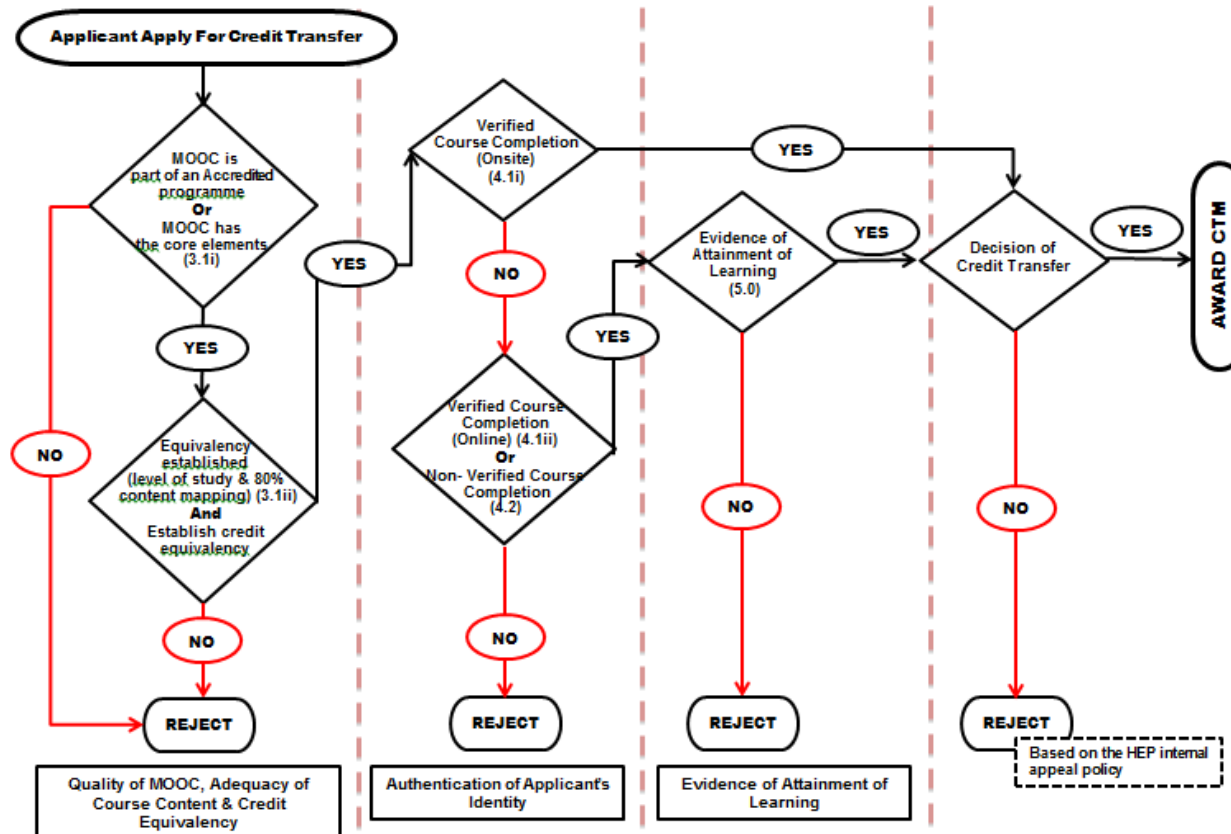 Applicant Apply For Credit Transfer
MOOC is
part of an Accredited
programme
Or
MOOC has
the core elements
(3.1i)
YES
NO
Equivalency
established
(level of study & 80%
content mapping) (3.1ii)
And
Establish credit
equivalency
NO
REJECT
Quality of MOOC, Adequacy of
Course Content & Credit
Equivalency
YES
Verified
Course Completion
(Onsite)
(4.1i)
NO
Verified Course
Completion
(Online) (4.1ii)
Or
Non- Verified Course
Completion
(4.2)
NO
REJECT
Authentication of Applicant's
Identity
YES
YES
Evidence of
Attainment of
Learning
(5.0)
NO
REJECT
Evidence of Attainment of
Learning
YES
Decision of
Credit Transfer
NO
REJECT
Based on the HEP internal
appeal policy
YES
AWARD CTM